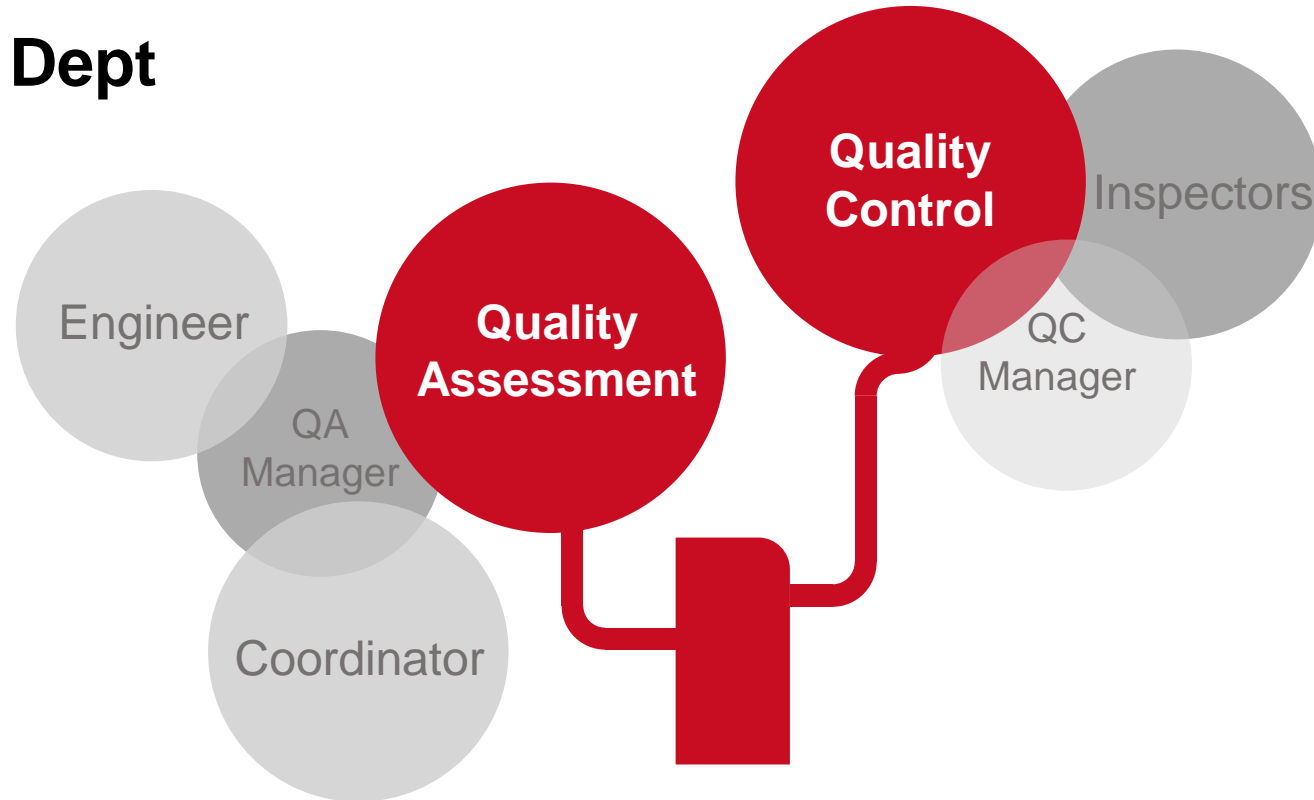 Dept
Quality
Control
Inspectors
Engineer
Quality
Assessment
QC
Manager
QA
Manager
Coordinator